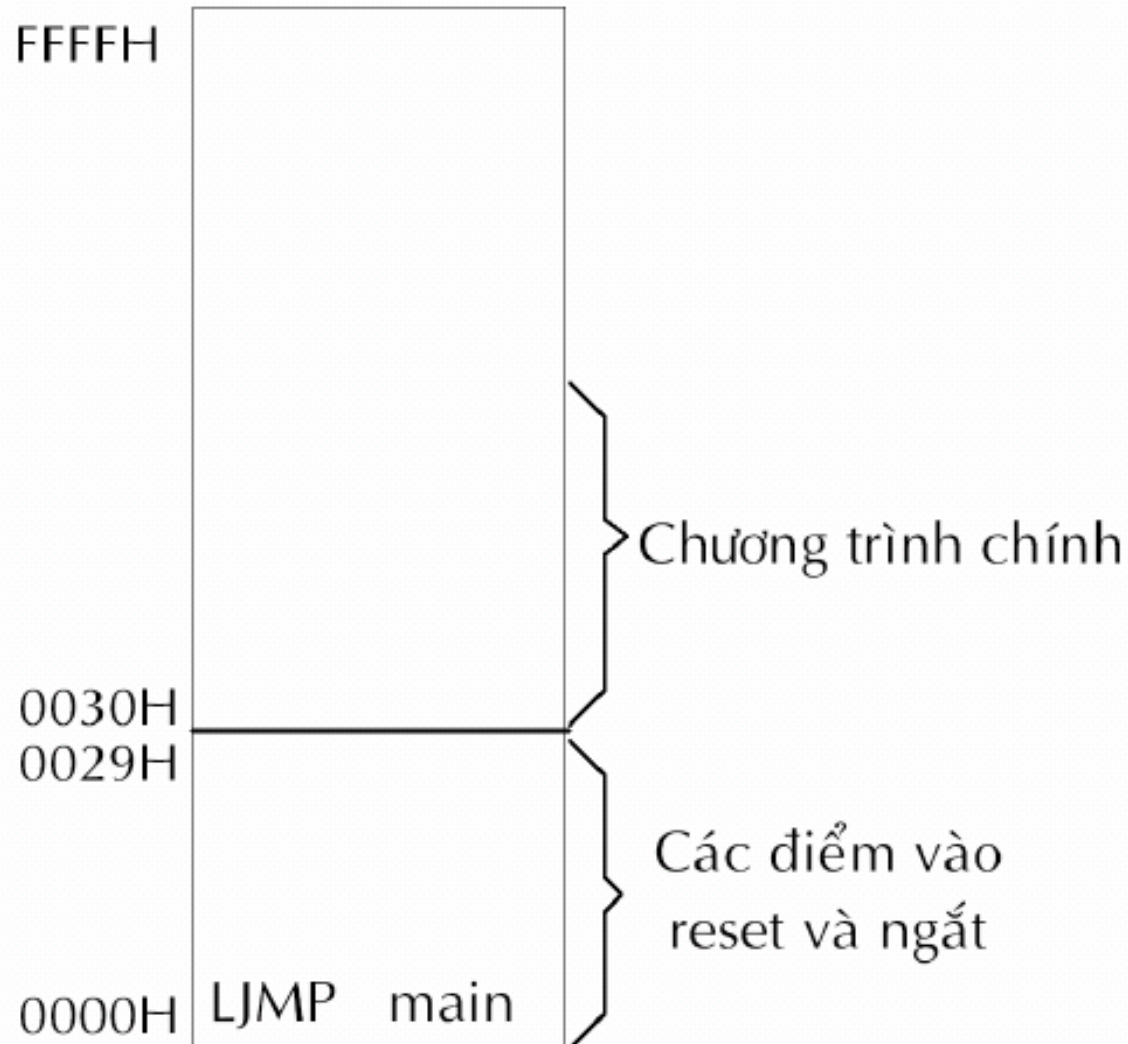 FFFFH
Chương trình chính
0030H
0029H
Các điểm vào
reset và ngắt
0000H LJMP main